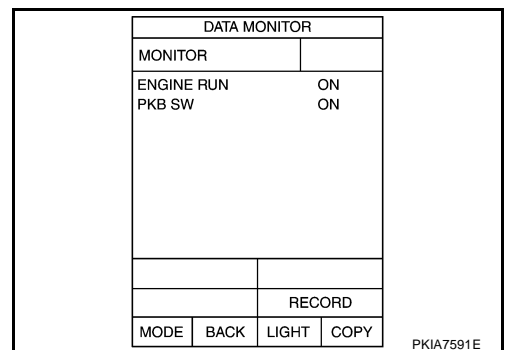 DATA MONITOR
MONITOR
ENGINE RUN ON
PKB SW ON
RECORD
MODE BACK LIGHT COPY
PKIA7591E